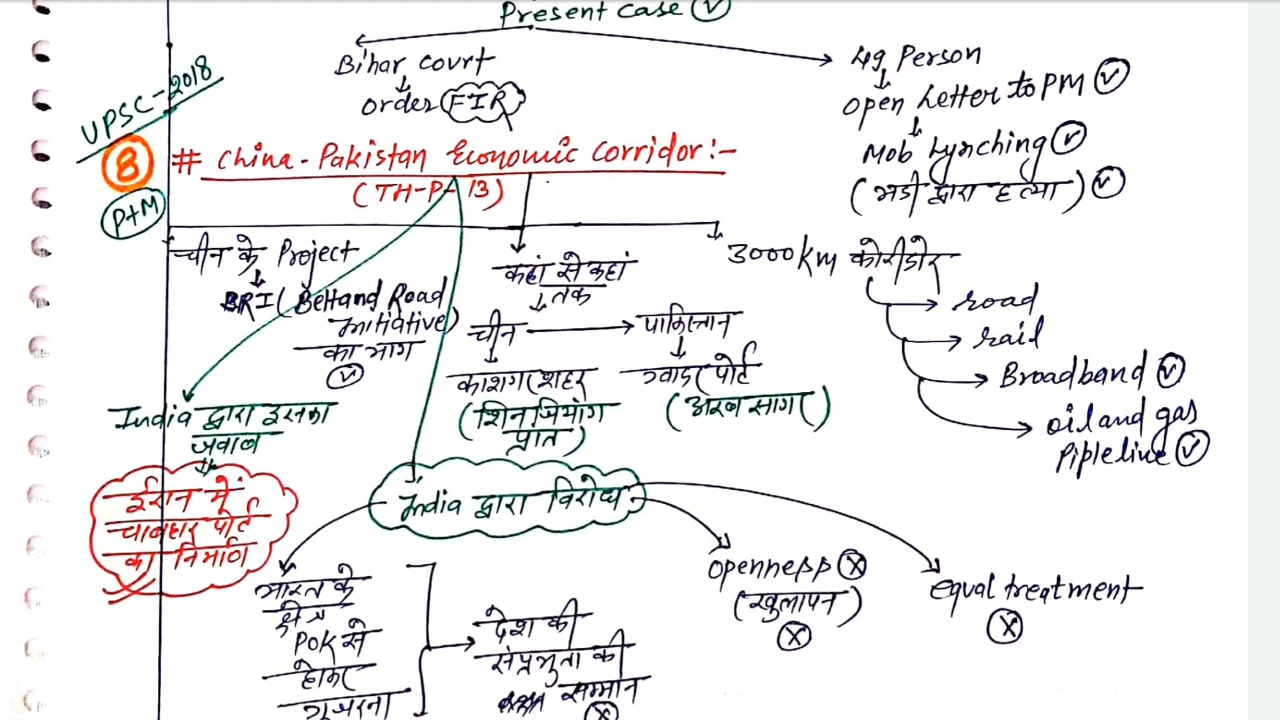 Present case
Bihar court
order FIR
49 Person
open Letter to PM
Mob Lynching
(भडी द्वारा हत्या)
UPSC-2018
8
P+M
# China-Pakistan Economic Corridor:-
(TH-P-13)
चीन के Project
BRI (Belt and Road
Initiative)
का भाग
कहां से कहां
तक
चीन
पाकिस्तान
काशगर शहर
(शिनजियांग
प्रांत)
ग्वादर पोर्ट
(अरब सागर)
3000km कोरीडोर
road
rail
Broadband
oil and gas
Pipleline
India द्वारा इसका
जवाब
ईरान में
चाबहार पोर्ट
का निर्माण
India द्वारा विरोध
भारत के
क्षेत्र
POK से
होकर
गुजरना
देश की
संप्रभुता की
सम्मान
openness
(खुलापन)
equal treatment